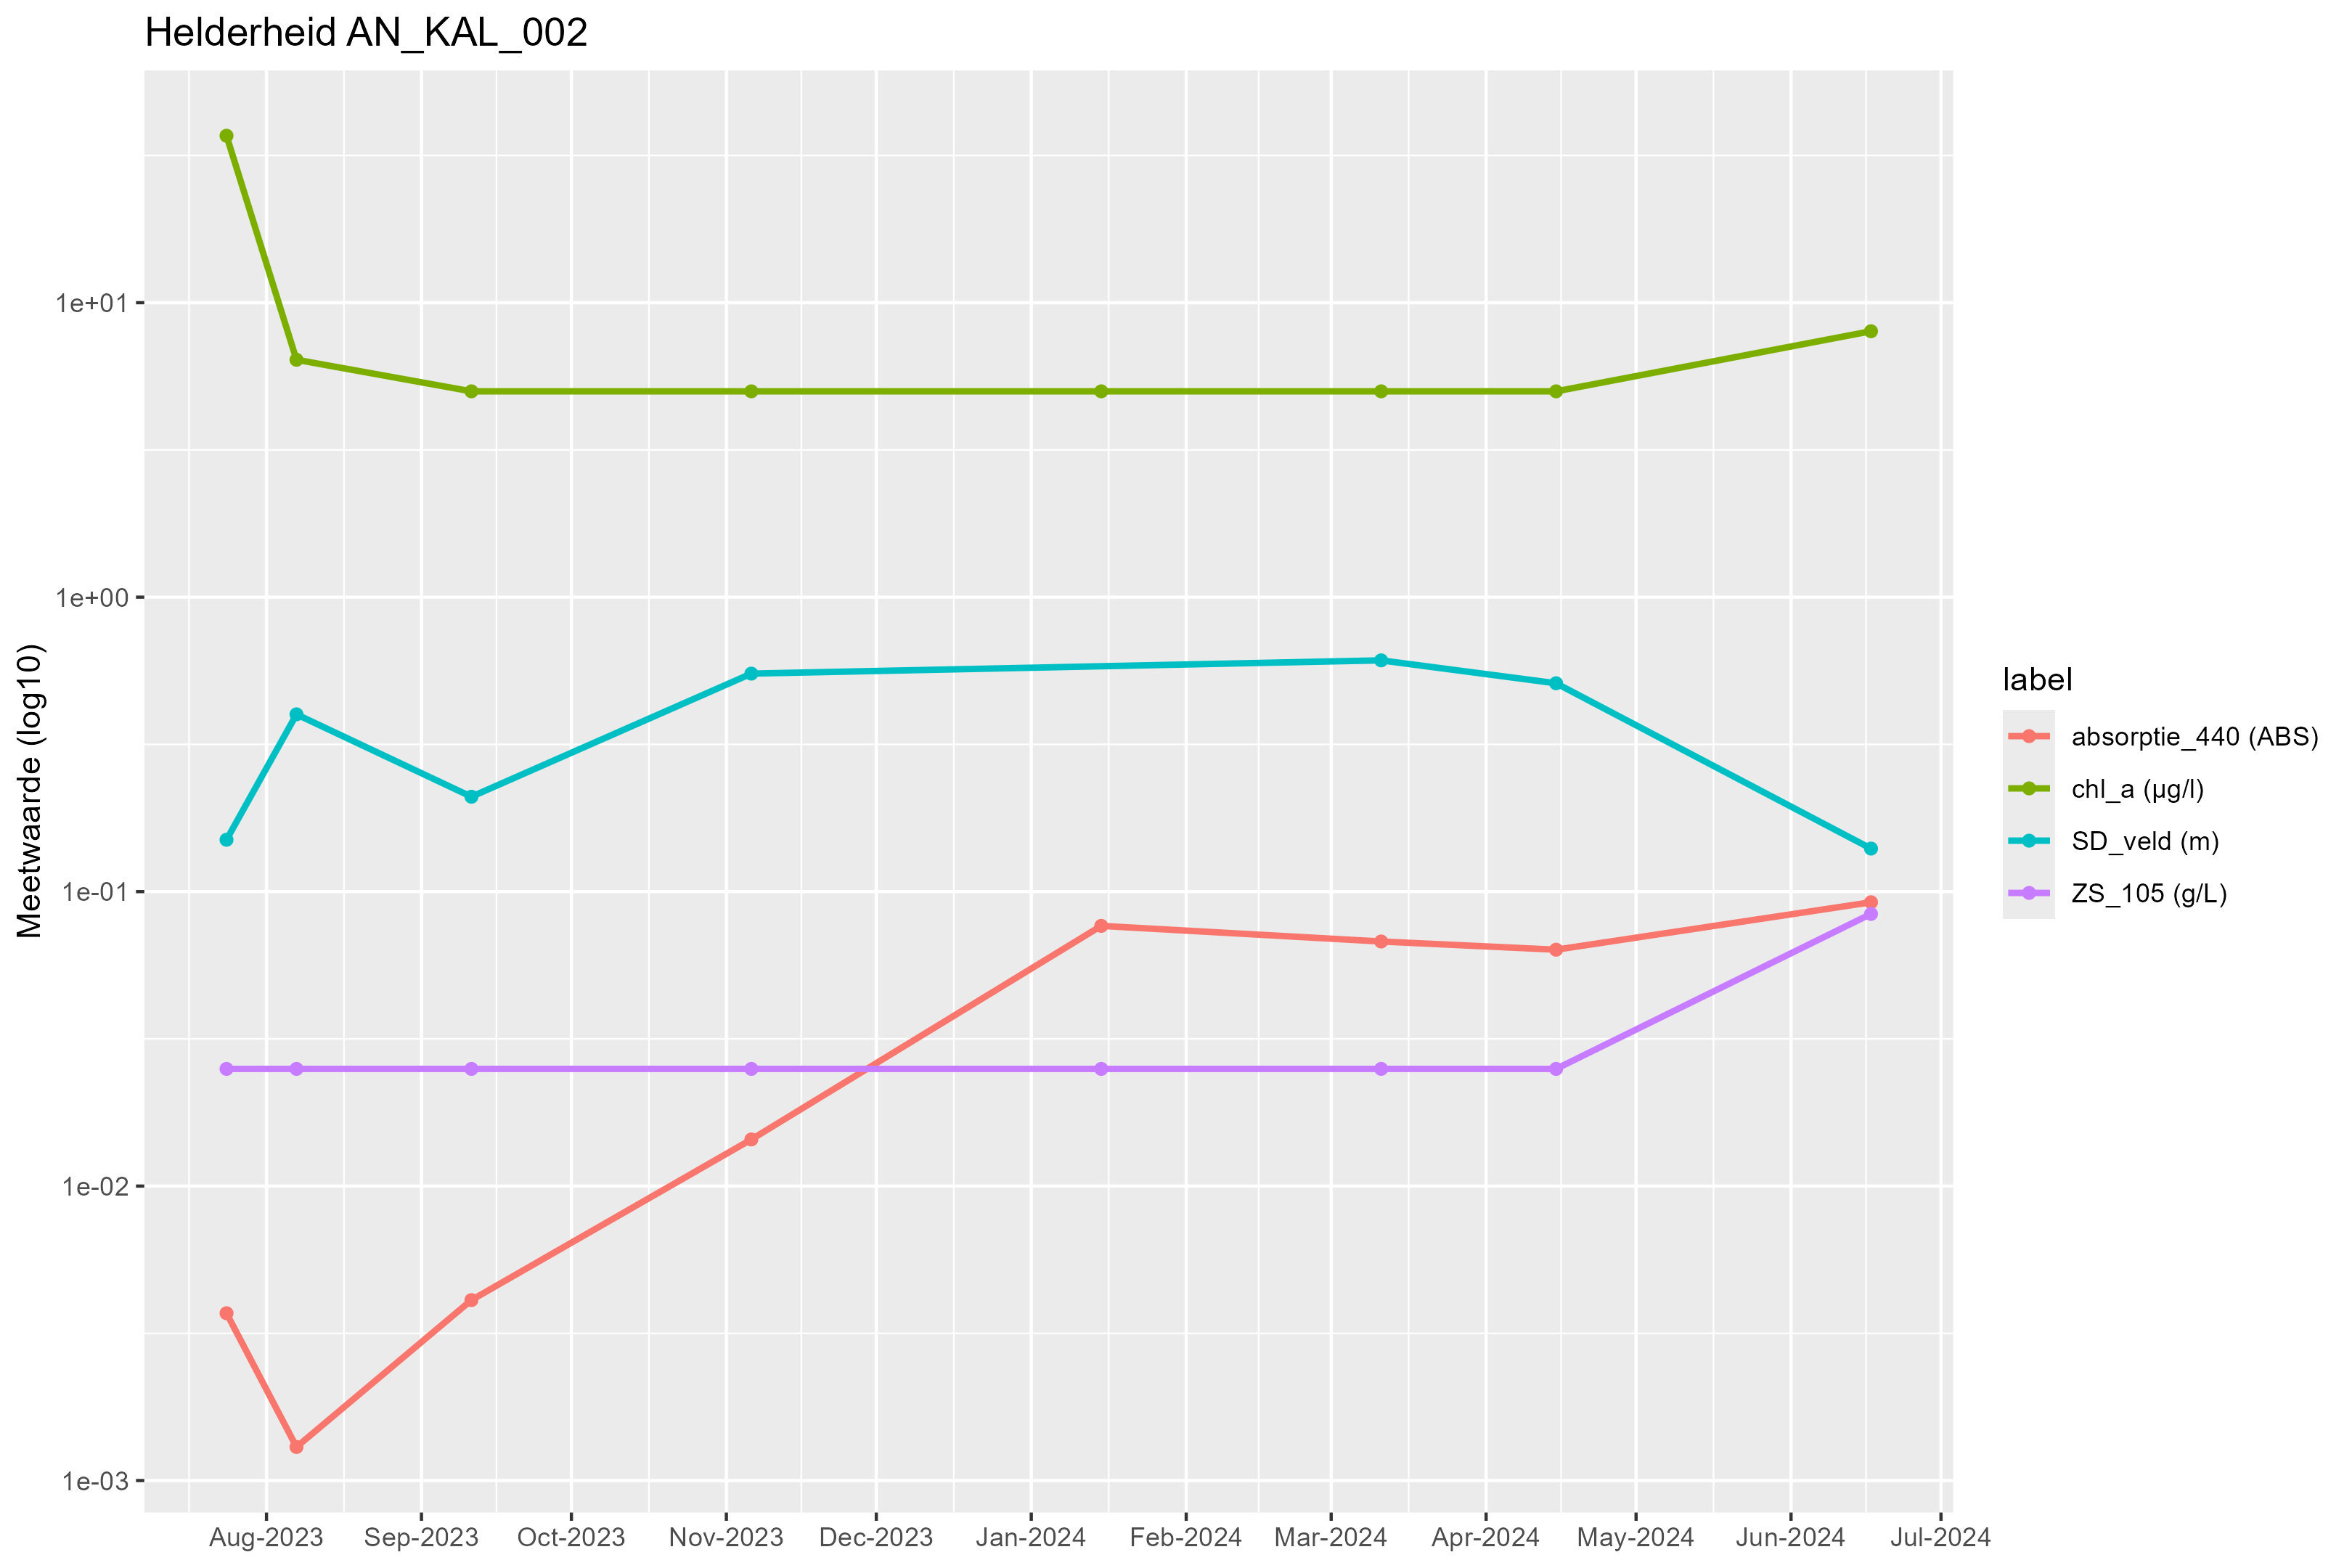 Helderheid AN_KAL_002
Meetwaarde (log10)
1e+01
1e+00
1e-01
1e-02
1e-03
Aug-2023 Sep-2023 Oct-2023 Nov-2023 Dec-2023 Jan-2024 Feb-2024 Mar-2024 Apr-2024 May-2024 Jun-2024 Jul-2024
label
absorptie_440 (ABS)
chl_a (µg/l)
SD_veld (m)
ZS_105 (g/L)